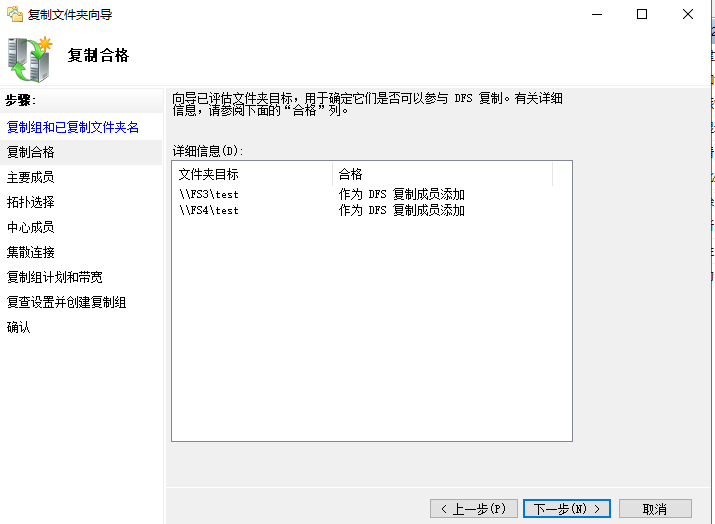 复制文件夹向导
复制合格
步骤:
复制组和已复制文件夹名
复制合格
主要成员
拓扑选择
中心成员
集散连接
复制组计划和带宽
复查设置并创建复制组
确认
向导已评估文件夹目标，用于确定它们是否可以参与 DFS 复制。有关详细
信息，请参阅下面的“合格”列。
详细信息(D):
文件夹目标 合格
\\FS3\test 作为 DFS 复制成员添加
\\FS4\test 作为 DFS 复制成员添加
< 上一步(P) 下一步(N) > 取消